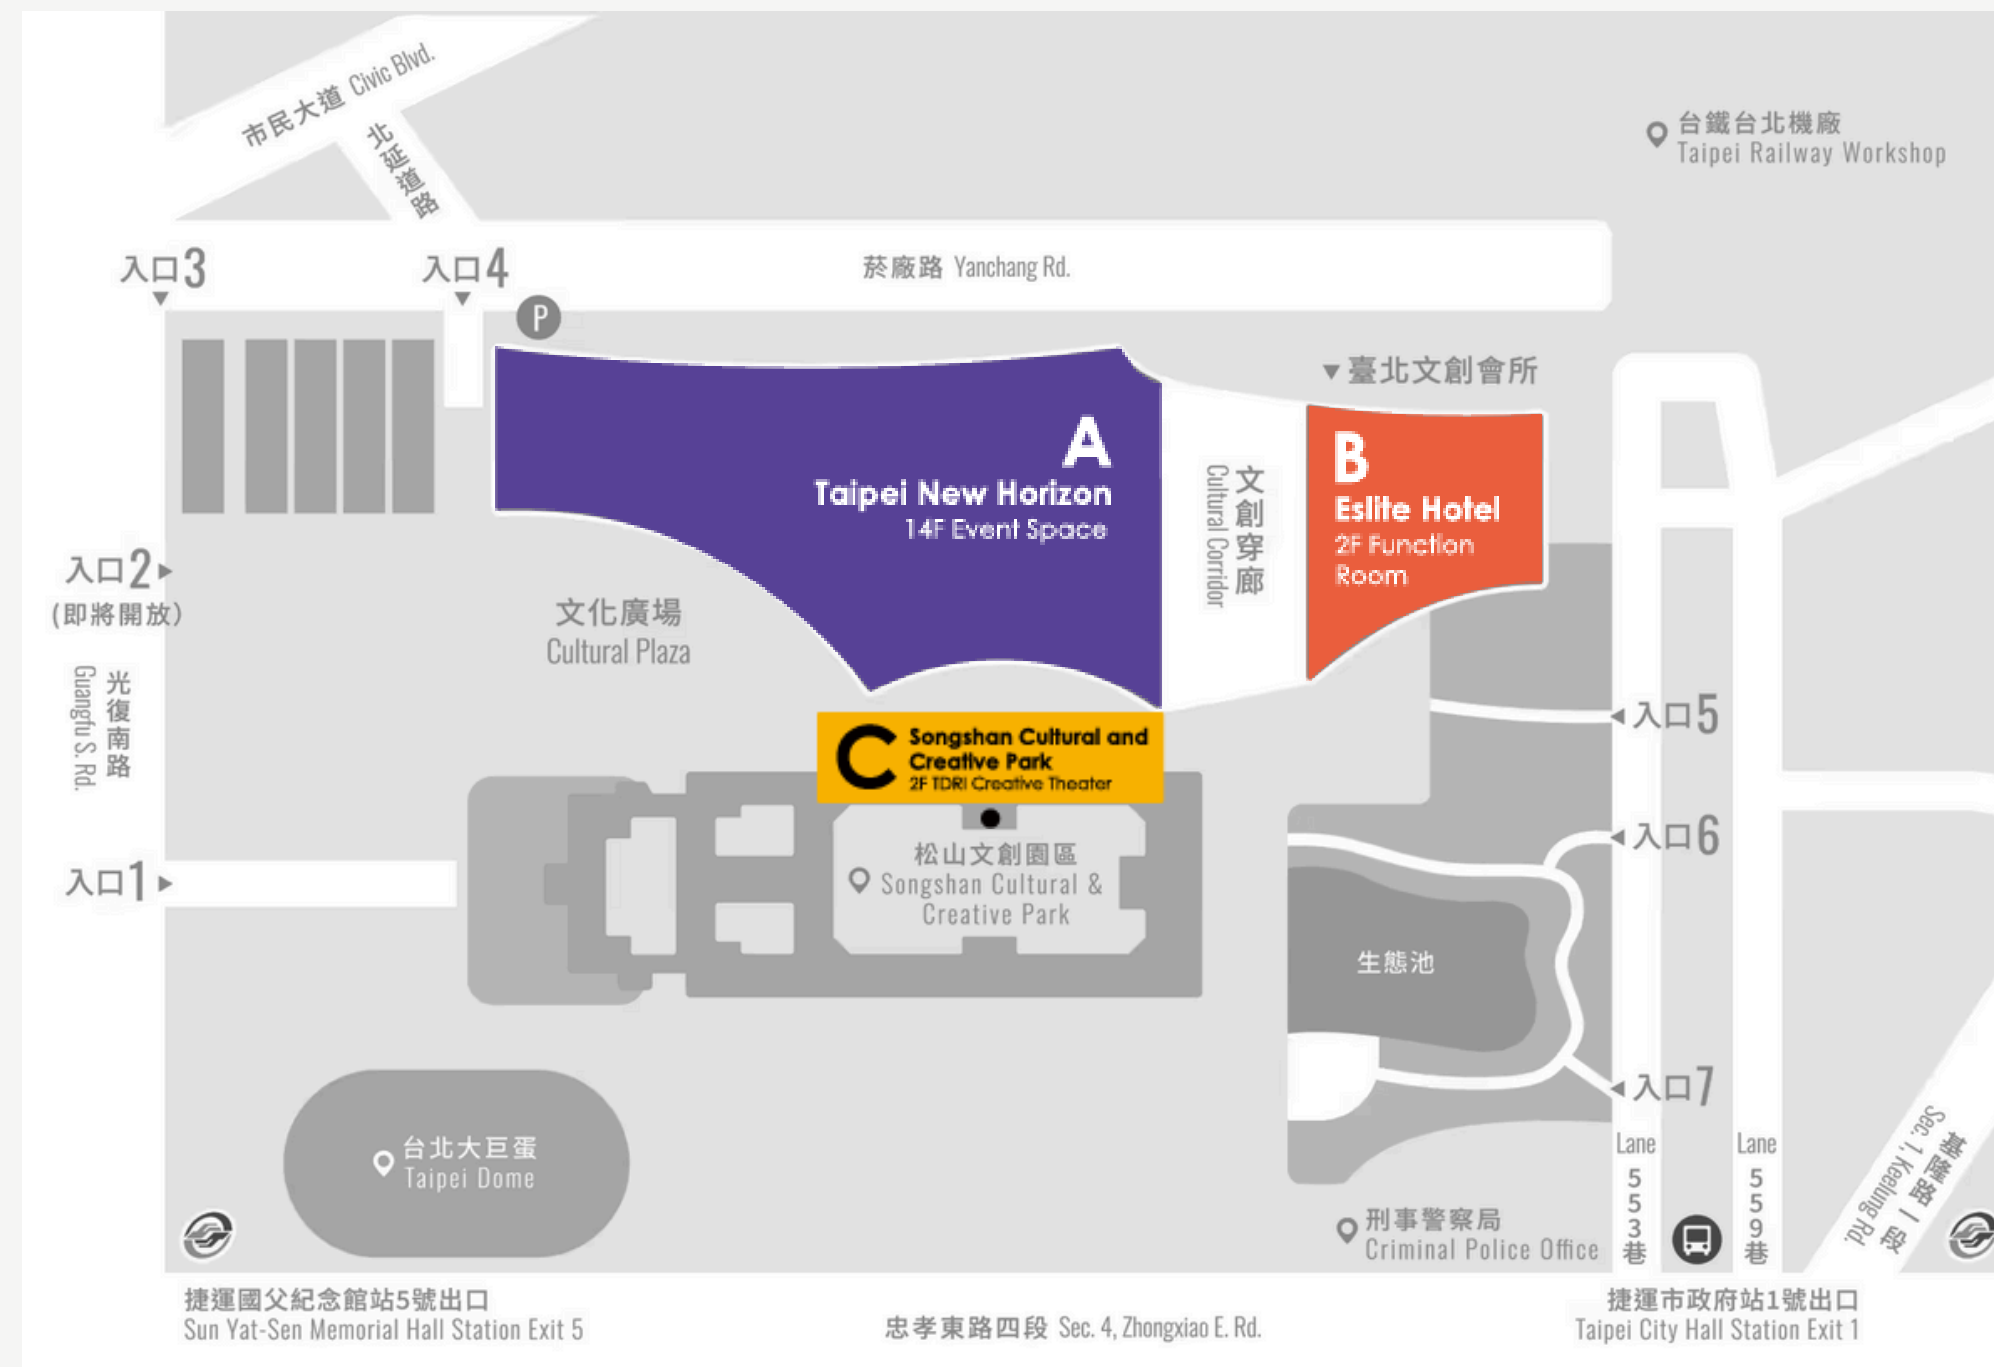 市民大道 Civic Blvd.
北延道路
台鐵台北機廠
Taipei Railway Workshop
入口3
入口4
菸廠路 Yanchang Rd.
P
臺北文創會所
A
Taipei New Horizon
14F Event Space
文創穿廊
Cultural Corridor
B
Eslite Hotel
2F Function
Room
入口2
(即將開放)
文化廣場
Cultural Plaza
光復南路
Guangfu S. Rd.
C
Songshan Cultural and
Creative Park
2F TDRI Creative Theater
入口5
入口6
松山文創園區
Songshan Cultural &
Creative Park
入口1
生態池
入口7
台北大巨蛋
Taipei Dome
Lane
553巷
Lane
559巷
基隆路一段
Sec. 1, Keelung Rd.
刑事警察局
Criminal Police Office
捷運國父紀念館站5號出口
Sun Yat-Sen Memorial Hall Station Exit 5
忠孝東路四段 Sec. 4, Zhongxiao E. Rd.
捷運市政府站1號出口
Taipei City Hall Station Exit 1